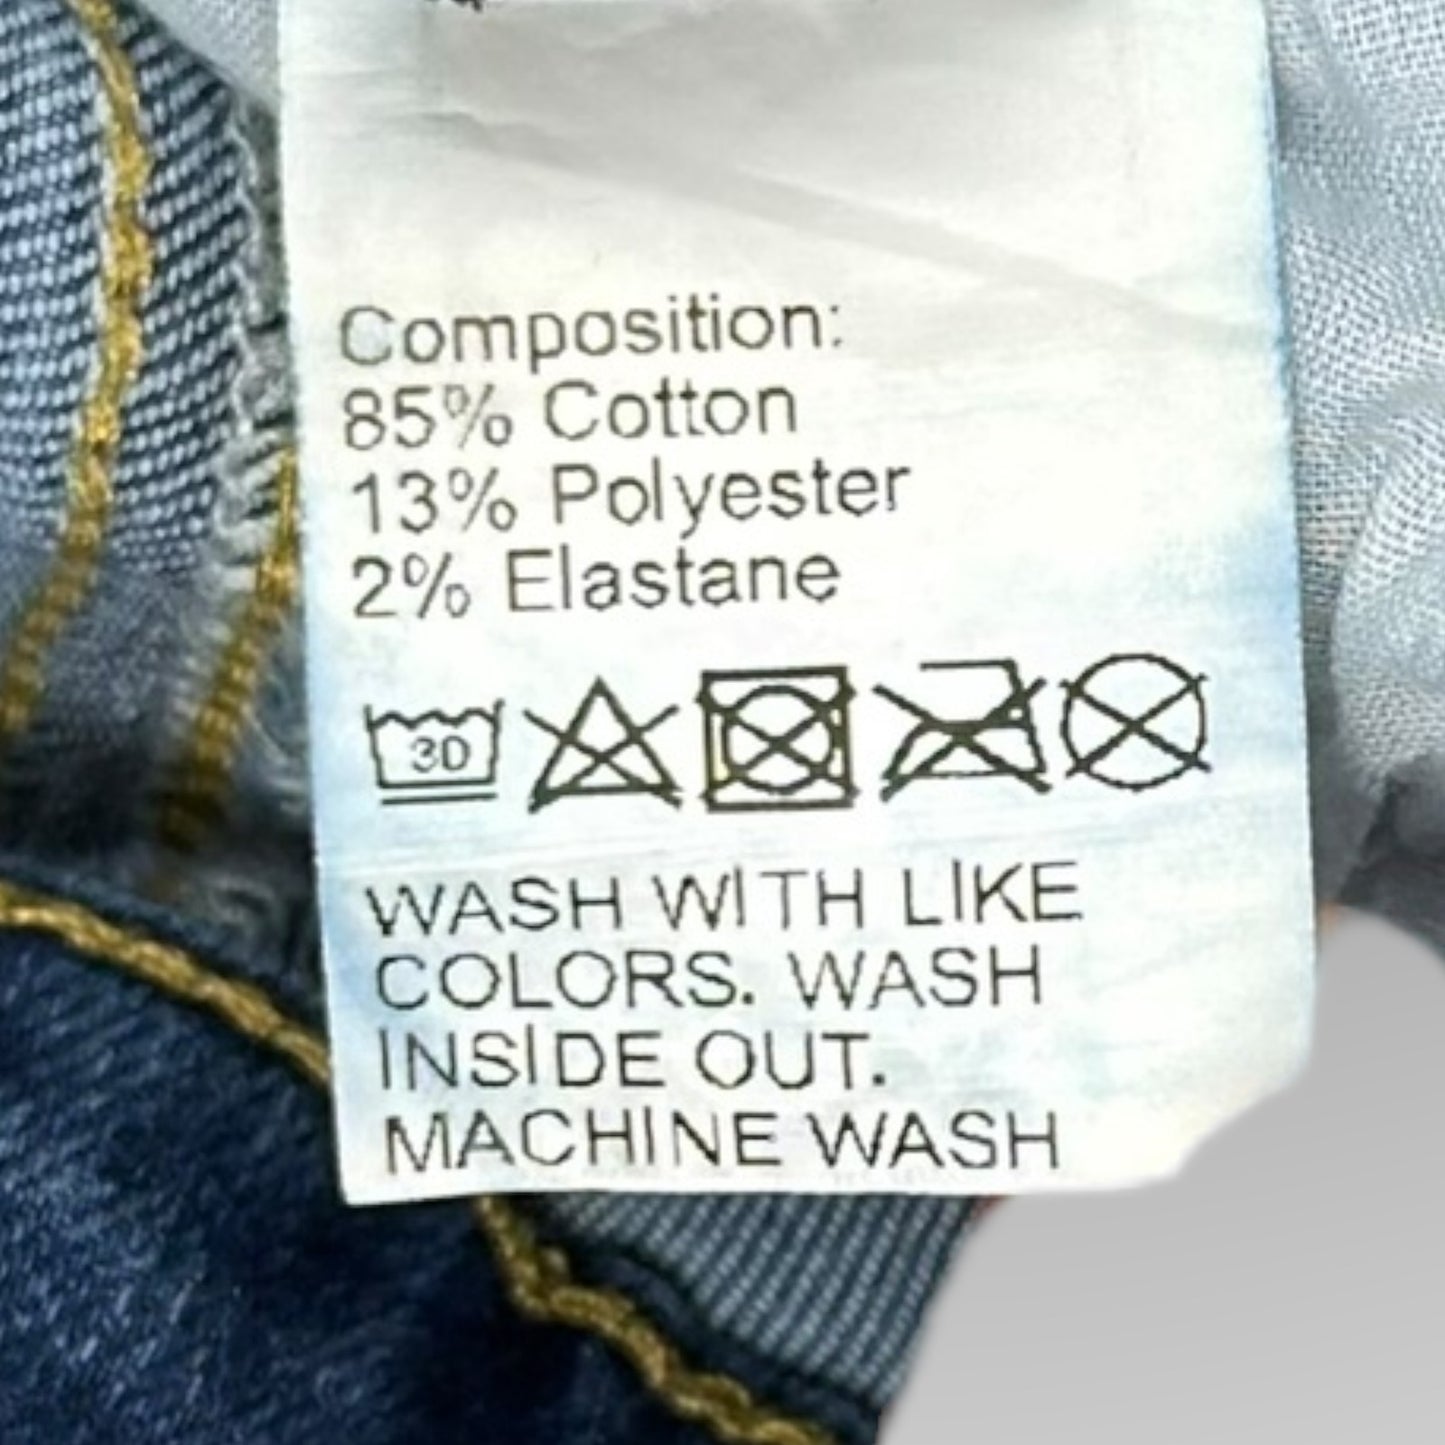 Composition:
85% Cotton
13% Polyester
2% Elastane
30
WASH WITH LIKE
COLORS. WASH
INSIDE OUT.
MACHINE WASH